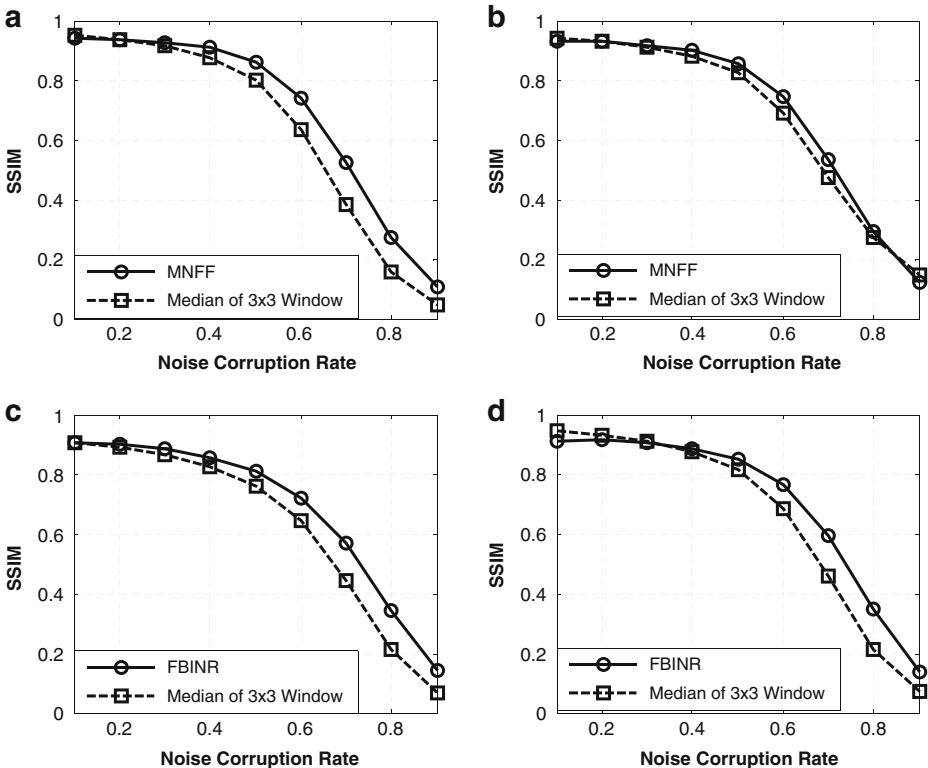 a
1
0.8
0.6
0.4
0.2
0
SSIM
MNFF
Median of 3x3 Window
0.2 0.4 0.6 0.8
Noise Corruption Rate
b
1
0.8
0.6
0.4
0.2
0
SSIM
MNFF
Median of 3x3 Window
0.2 0.4 0.6 0.8
Noise Corruption Rate
c
1
0.8
0.6
0.4
0.2
0
SSIM
FBINR
Median of 3x3 Window
0.2 0.4 0.6 0.8
Noise Corruption Rate
d
1
0.8
0.6
0.4
0.2
0
SSIM
FBINR
Median of 3x3 Window
0.2 0.4 0.6 0.8
Noise Corruption Rate